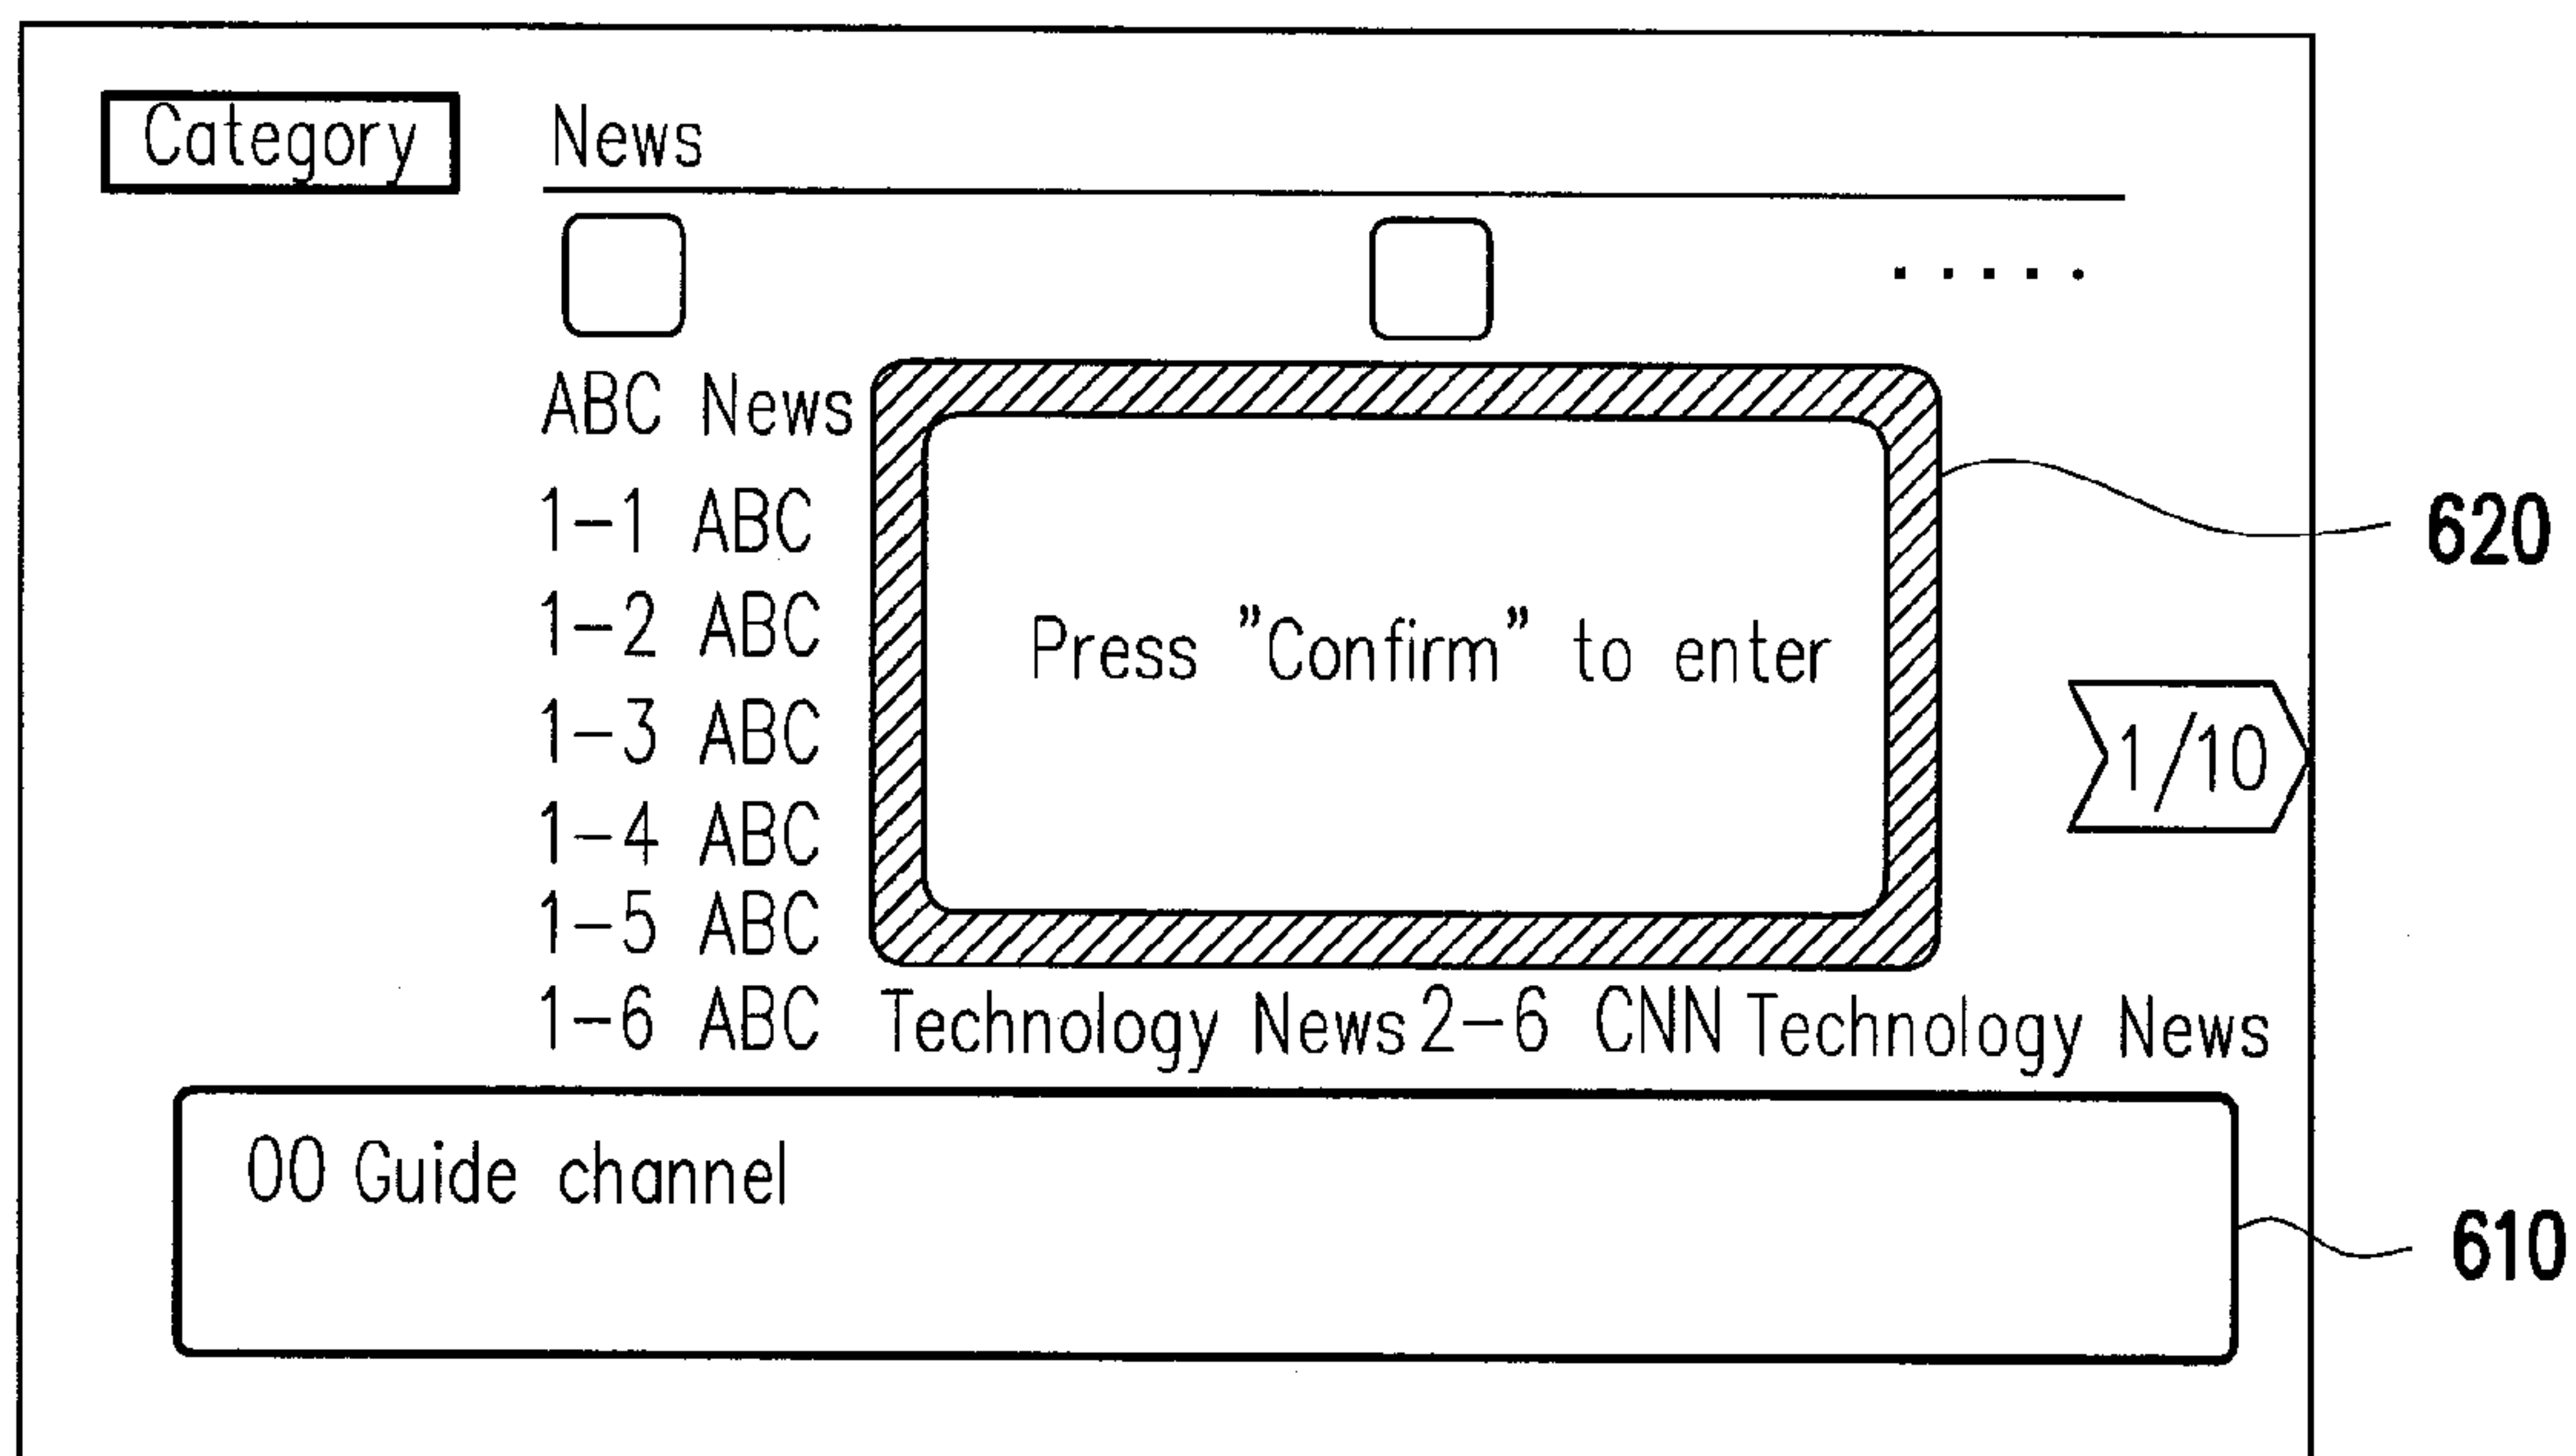 Category News
.....
ABC News
1-1 ABC
1-2 ABC
1-3 ABC
1-4 ABC
1-5 ABC
1-6 ABC Technology News 2-6 CNN Technology News
Press "Confirm" to enter
620
1/10
00 Guide channel
610